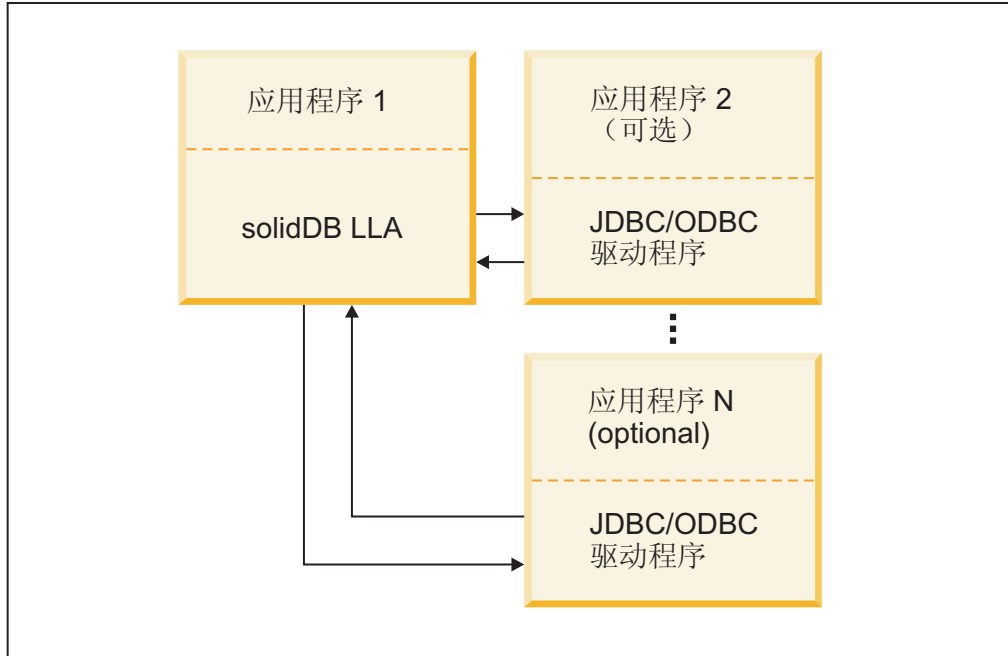 应用程序 1
solidDB LLA
应用程序 2
（可选）
JDBC/ODBC
驱动程序
应用程序 N
(optional)
JDBC/ODBC
驱动程序